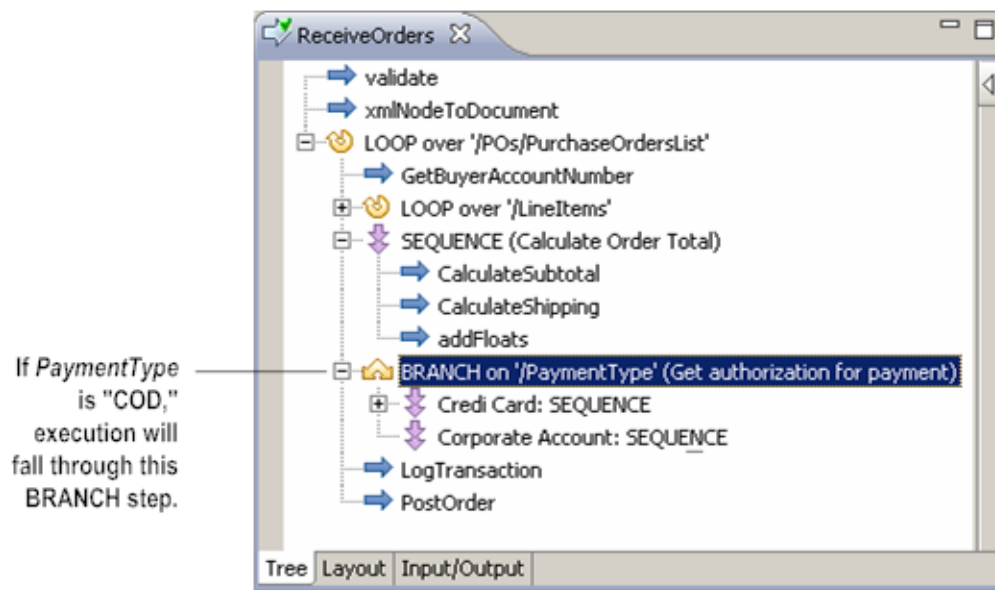 ReceiveOrders
validate
xmlNodeToDocument
LOOP over '/POs/PurchaseOrdersList'
GetBuyerAccountNumber
LOOP over '/LineItems'
SEQUENCE (Calculate Order Total)
CalculateSubtotal
CalculateShipping
addFloats
BRANCH on '/PaymentType' (Get authorization for payment)
Credi Card: SEQUENCE
Corporate Account: SEQUENCE
LogTransaction
PostOrder
If PaymentType
is "COD,"
execution will
fall through this
BRANCH step.
Tree Layout Input/Output